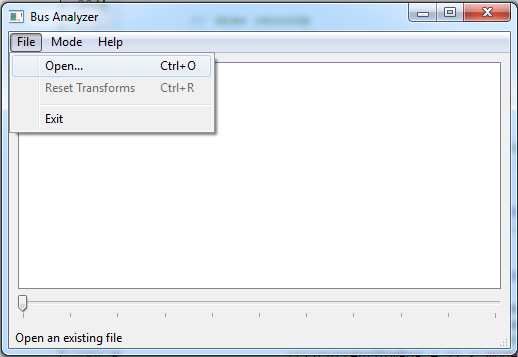 Bus Analyzer
File Mode Help
Open... Ctrl+O
Reset Transforms Ctrl+R
Exit
Open an existing file